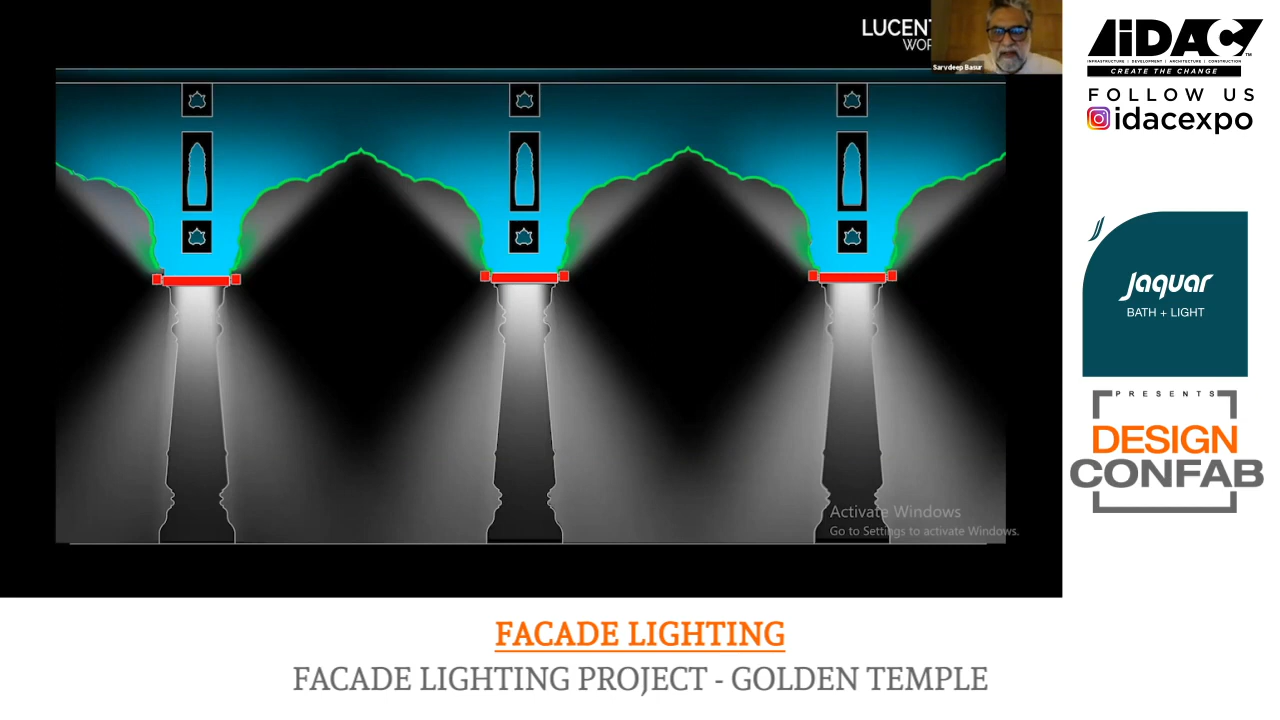 LUCENT
WOR
Sarvdeep Basur
Activate Windows
Go to Settings to activate Windows.
iDAC
INFRASTRUCTURE | DEVELOPMENT | ARCHITECTURE | CONSTRUCTION
CREATE THE CHANGE
FOLLOW US
idacexpo
Jaquar
BATH + LIGHT
PRESENTS
DESIGN
CONFAB
FACADE LIGHTING
FACADE LIGHTING PROJECT - GOLDEN TEMPLE